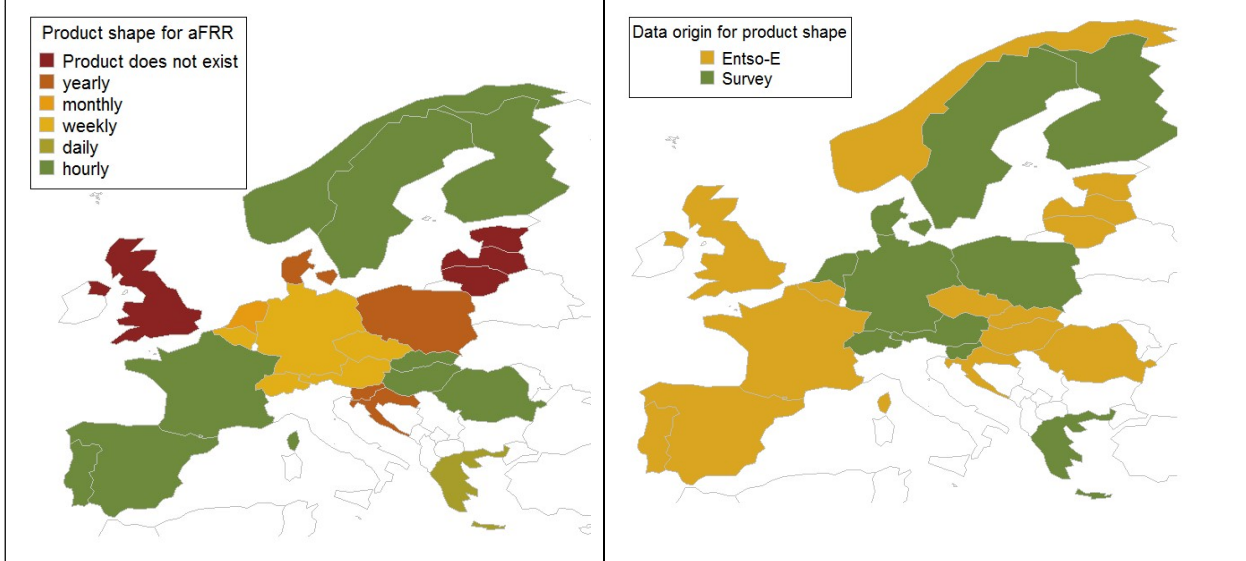 Product shape for aFRR
Product does not exist
yearly
monthly
weekly
daily
hourly
Data origin for product shape
Entso-E
Survey